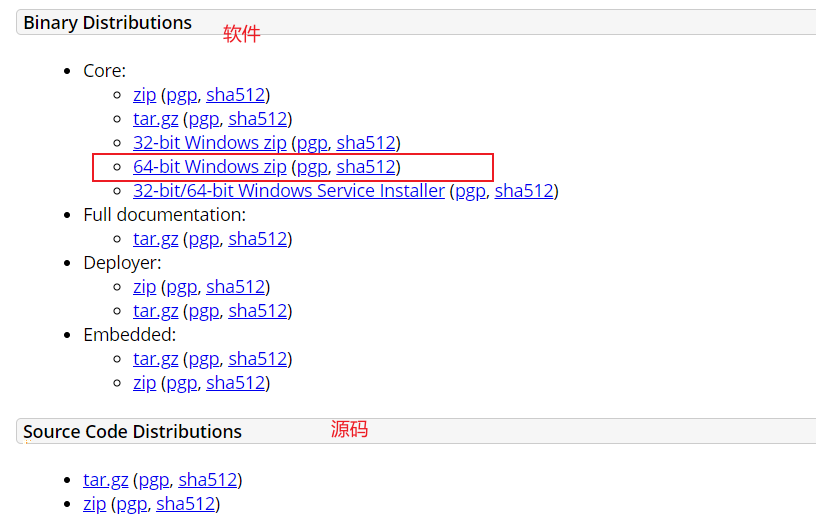 Binary Distributions 软件
Core:
zip (pgp, sha512)
tar.gz (pgp, sha512)
32-bit Windows zip (pgp, sha512)
64-bit Windows zip (pgp, sha512)
32-bit/64-bit Windows Service Installer (pgp, sha512)
Full documentation:
tar.gz (pgp, sha512)
Deployer:
zip (pgp, sha512)
tar.gz (pgp, sha512)
Embedded:
tar.gz (pgp, sha512)
zip (pgp, sha512)
Source Code Distributions 源码
tar.gz (pgp, sha512)
zip (pgp, sha512)